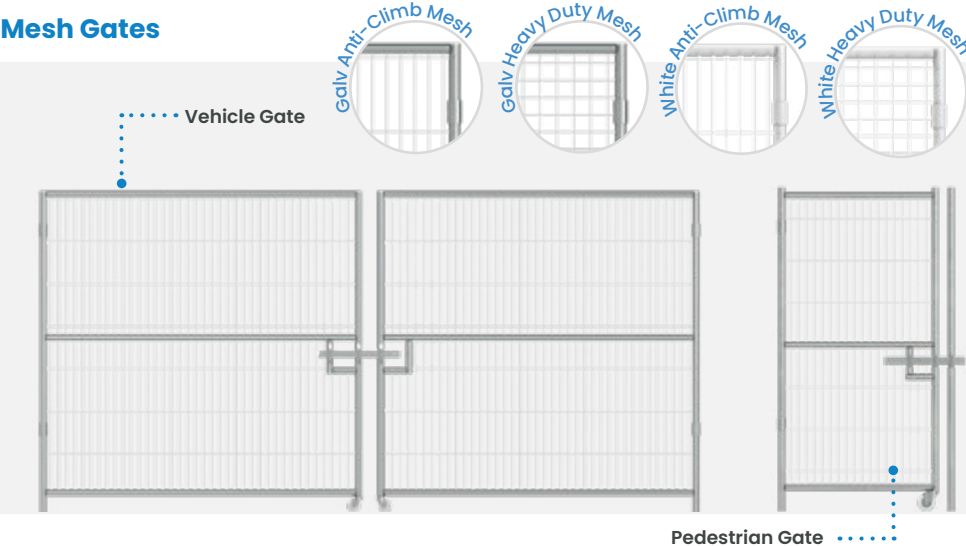 Mesh Gates
Galv Anti-Climb Mesh
Galv Heavy Duty Mesh
White Anti-Climb Mesh
White Heavy Duty Mesh
Vehicle Gate
Pedestrian Gate